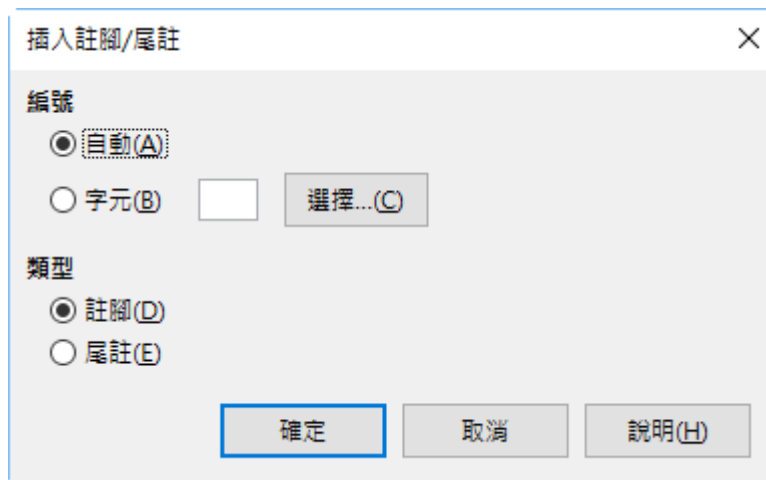 插入註腳/尾註
編號
自動(A)
字元(B) 選擇...(C)
類型
註腳(D)
尾註(E)
確定 取消 說明(H)